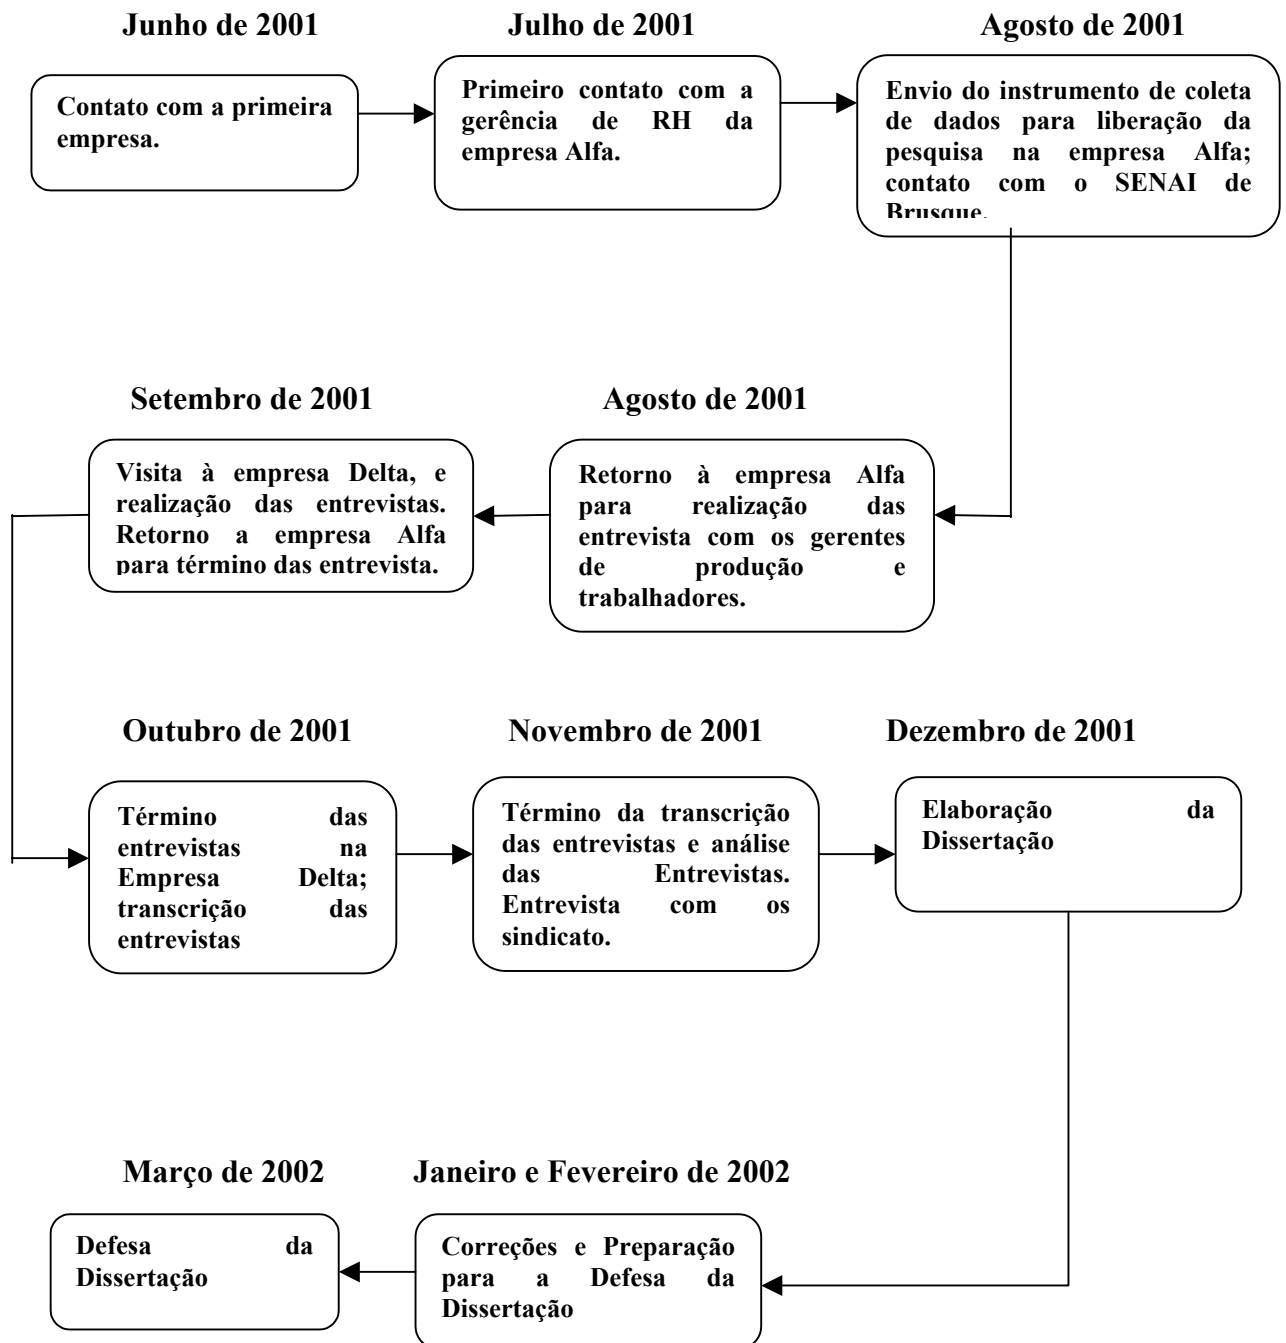 Junho de 2001
Contato com a primeira
empresa.
Julho de 2001
Primeiro contato com a
gerência de RH da
empresa Alfa.
Agosto de 2001
Envio do instrumento de coleta
de dados para liberação da
pesquisa na empresa Alfa;
contato com o SENAI de
Brusque.
Agosto de 2001
Retorno à empresa Alfa
para realização das
entrevista com os gerentes
de produção e
trabalhadores.
Setembro de 2001
Visita à empresa Delta, e
realização das entrevistas.
Retorno a empresa Alfa
para término das entrevista.
Outubro de 2001
Término das
entrevistas na
Empresa Delta;
transcrição das
entrevistas
Novembro de 2001
Término da transcrição
das entrevistas e análise
das Entrevistas.
Entrevista com os
sindicato.
Dezembro de 2001
Elaboração da
Dissertação
Janeiro e Fevereiro de 2002
Correções e Preparação
para a Defesa da
Dissertação
Março de 2002
Defesa da
Dissertação